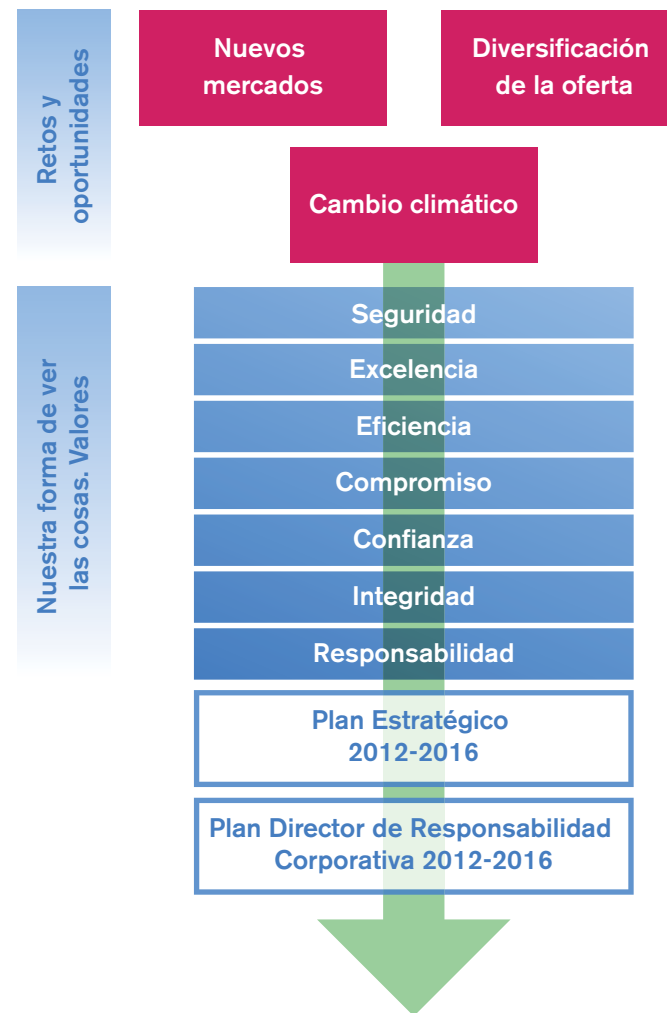 Retos y
oportunidades
Nuevos
mercados
Diversificación
de la oferta
Cambio climático
Nuestra forma de ver
las cosas. Valores
Seguridad
Excelencia
Eficiencia
Compromiso
Confianza
Integridad
Responsabilidad
Plan Estratégico
2012-2016
Plan Director de Responsabilidad
Corporativa 2012-2016